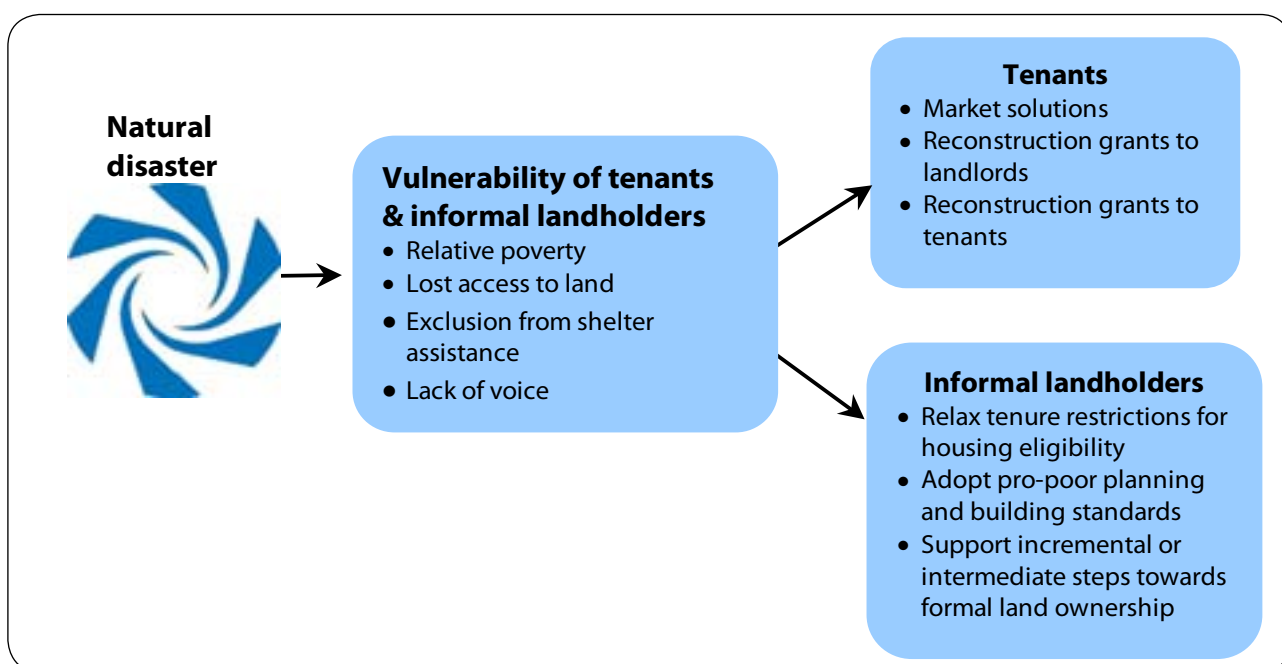 Natural
disaster
Vulnerability of tenants
& informal landholders
• Relative poverty
• Lost access to land
• Exclusion from shelter
assistance
• Lack of voice
Tenants
• Market solutions
• Reconstruction grants to
landlords
• Reconstruction grants to
tenants
Informal landholders
• Relax tenure restrictions for
housing eligibility
• Adopt pro-poor planning
and building standards
• Support incremental or
intermediate steps towards
formal land ownership